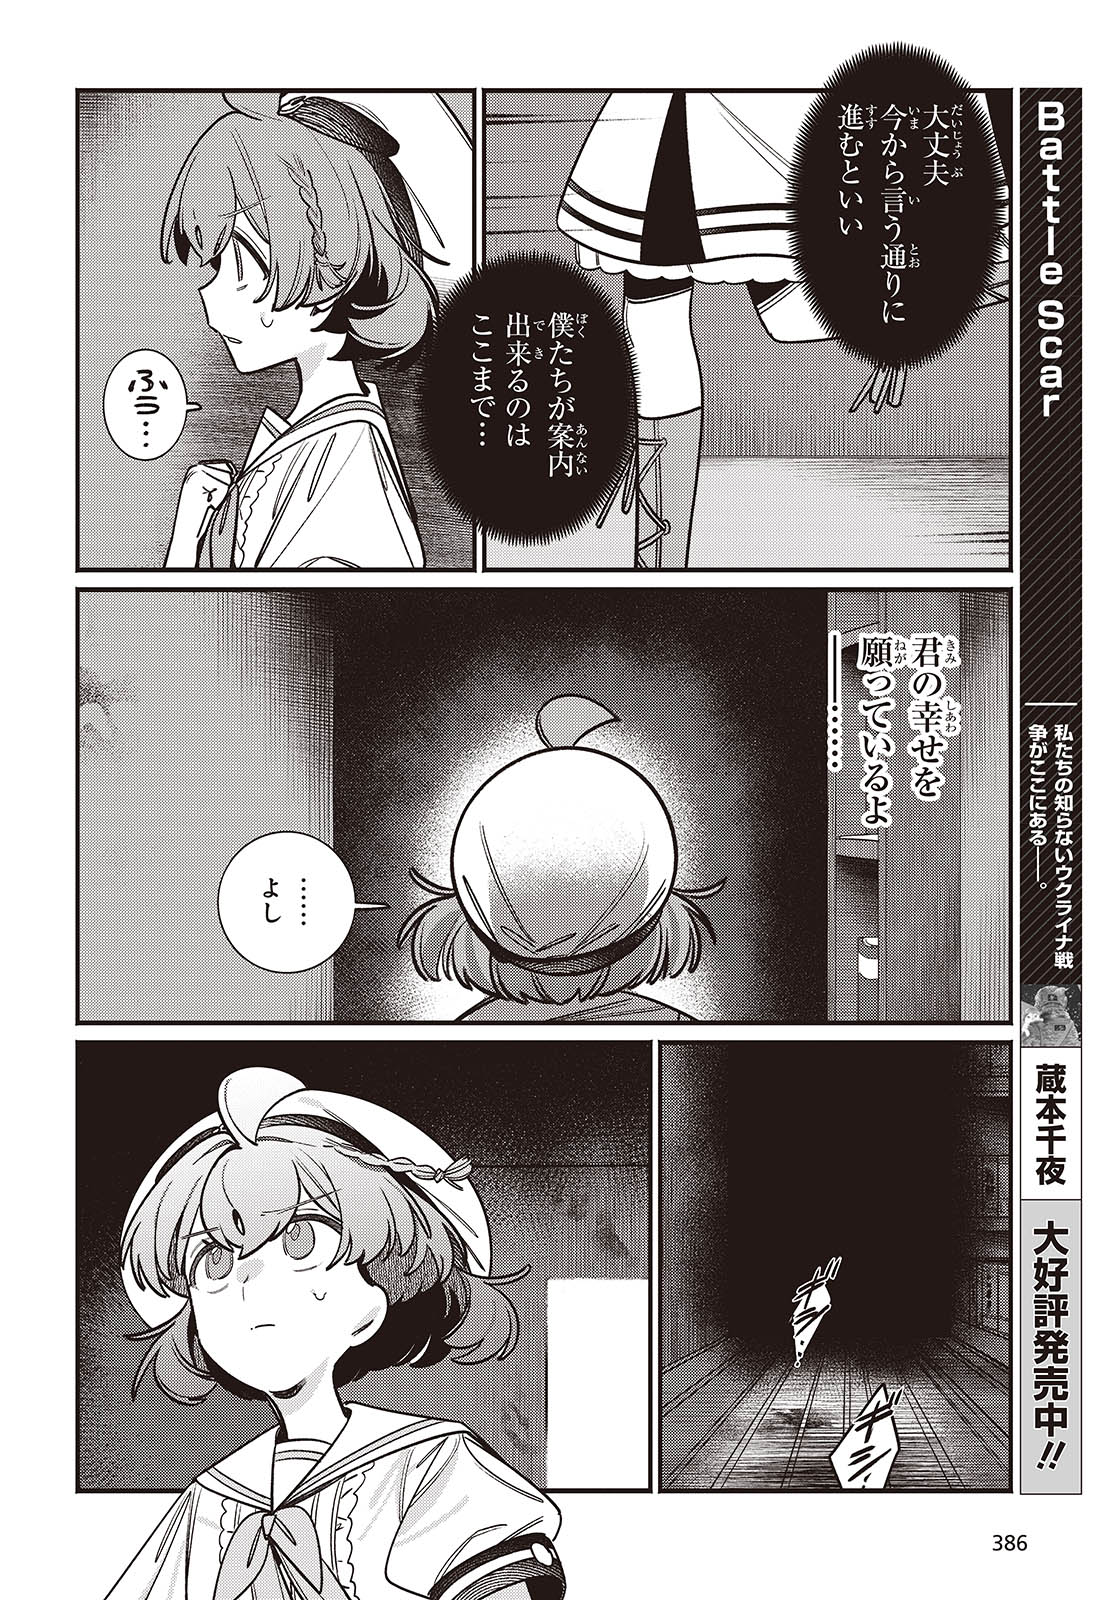 大丈夫
今から言う通りに
進むといい
僕たちが案内
出来るのは
ここまで…
ふぅ…
君の幸せを
願っているよ
――………
……
よし
Battle Scar
私たちの知らないウクライナ戦
争がここにある――。
蔵本千夜
大好評発売中!!
386